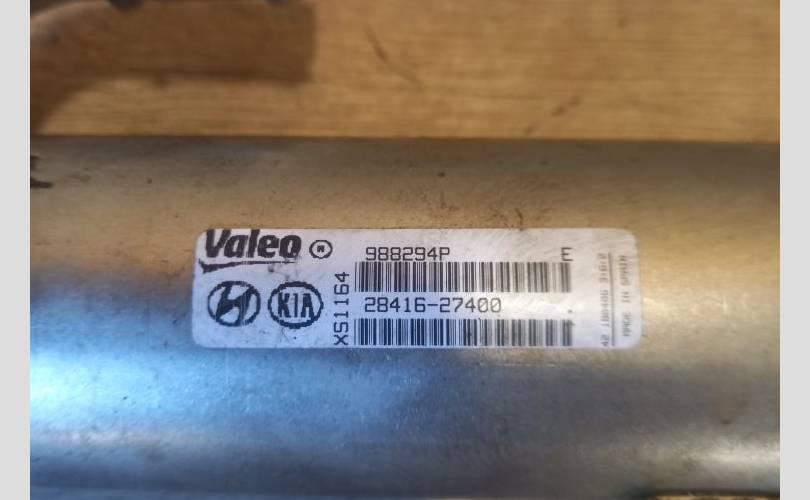 Valeo
988294P E
KIA
XS1164
28416-27400
MADE IN SPAIN